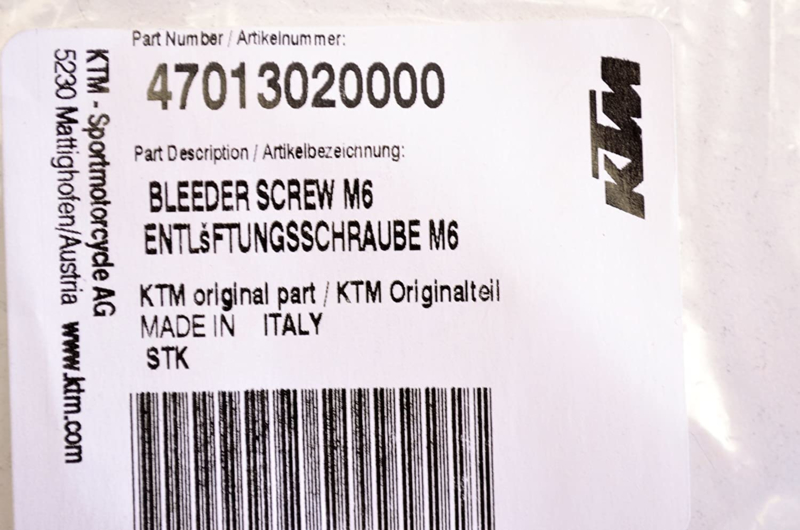 Part Number / Artikelnummer:
47013020000
Part Description / Artikelbezeichnung:
BLEEDER SCREW M6
ENTLšFTUNGSSCHRAUBE M6
KTM original part / KTM Originalteil
MADE IN ITALY
STK
KTM - Sportmotorcycle AG
5230 Mattighofen/Austria www.ktm.com
KTM